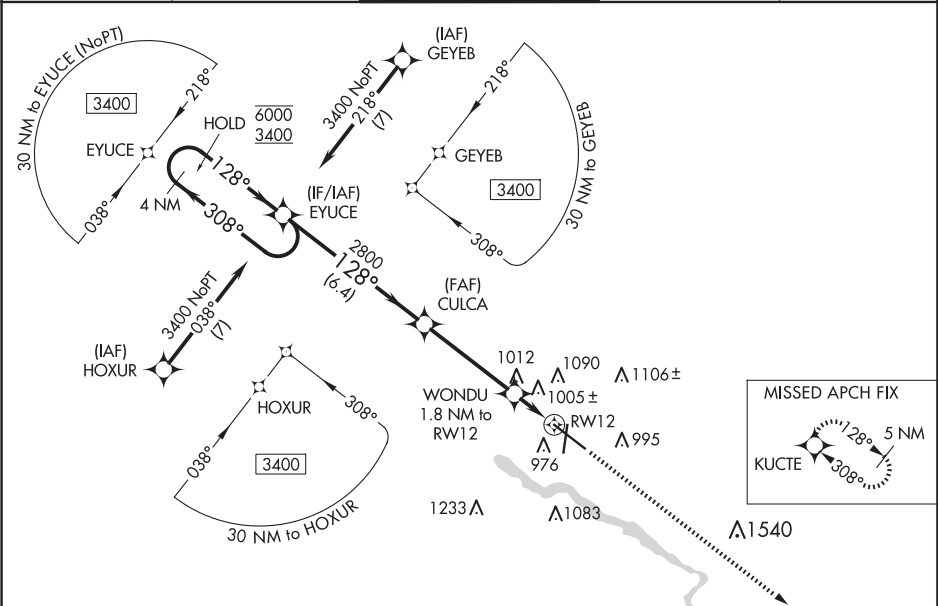 30 NM to EYUCE (NoPT)
3400
218°
EYUCE
038°
HOLD
6000
3400
128°
4 NM
308°
(IF/IAF)
EYUCE
(IAF)
GEYEB
3400 NoPT
218°
(7)
218°
GEYEB
3400
308°
30 NM to GEYEB
2800
128°
(6.4)
(FAF)
CULCA
3400 NoPT
038°
(7)
(IAF)
HOXUR
HOXUR
308°
038°
3400
30 NM to HOXUR
WONDU
1.8 NM to
RW12
1012
1090
1106±
1005±
RW12
995
976
1233
1083
1540
MISSED APCH FIX
128°
5 NM
KUCTE
308°